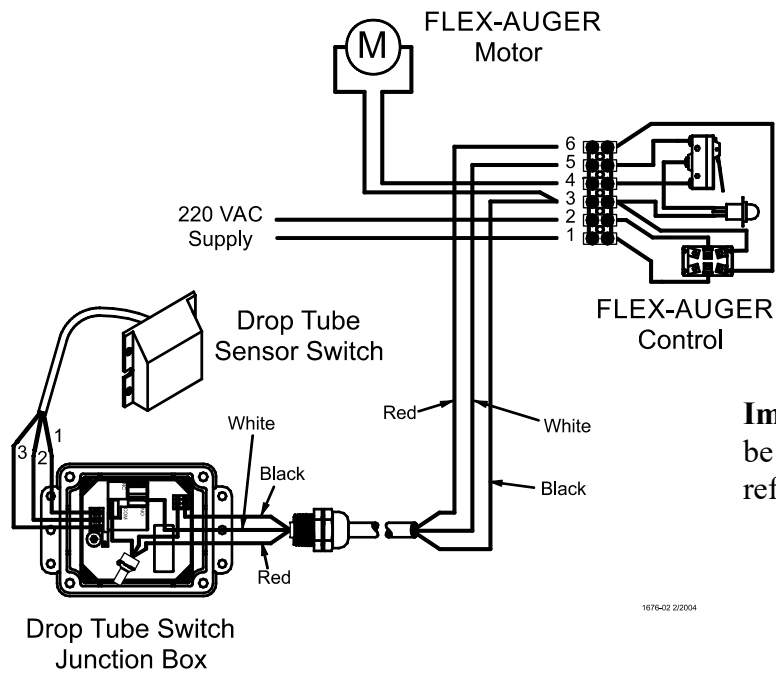 FLEX-AUGER
Motor
M
6
5
4
3
2
1
220 VAC
Supply
FLEX-AUGER
Control
Drop Tube
Sensor Switch
Red
White
Black
Im
be
ref
3
2
1
White
Black
Red
1676-02 2/2004
Drop Tube Switch
Junction Box